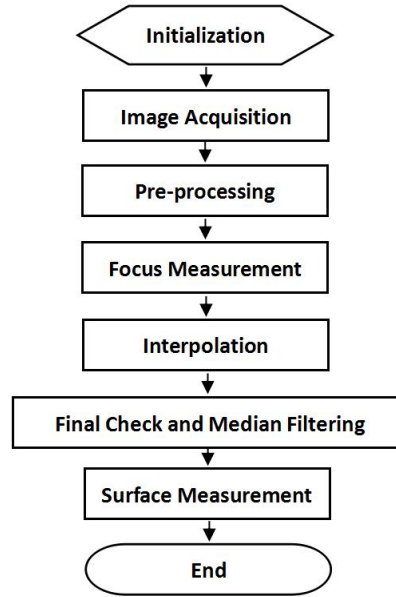 Initialization
Image Acquisition
Pre-processing
Focus Measurement
Interpolation
Final Check and Median Filtering
Surface Measurement
End